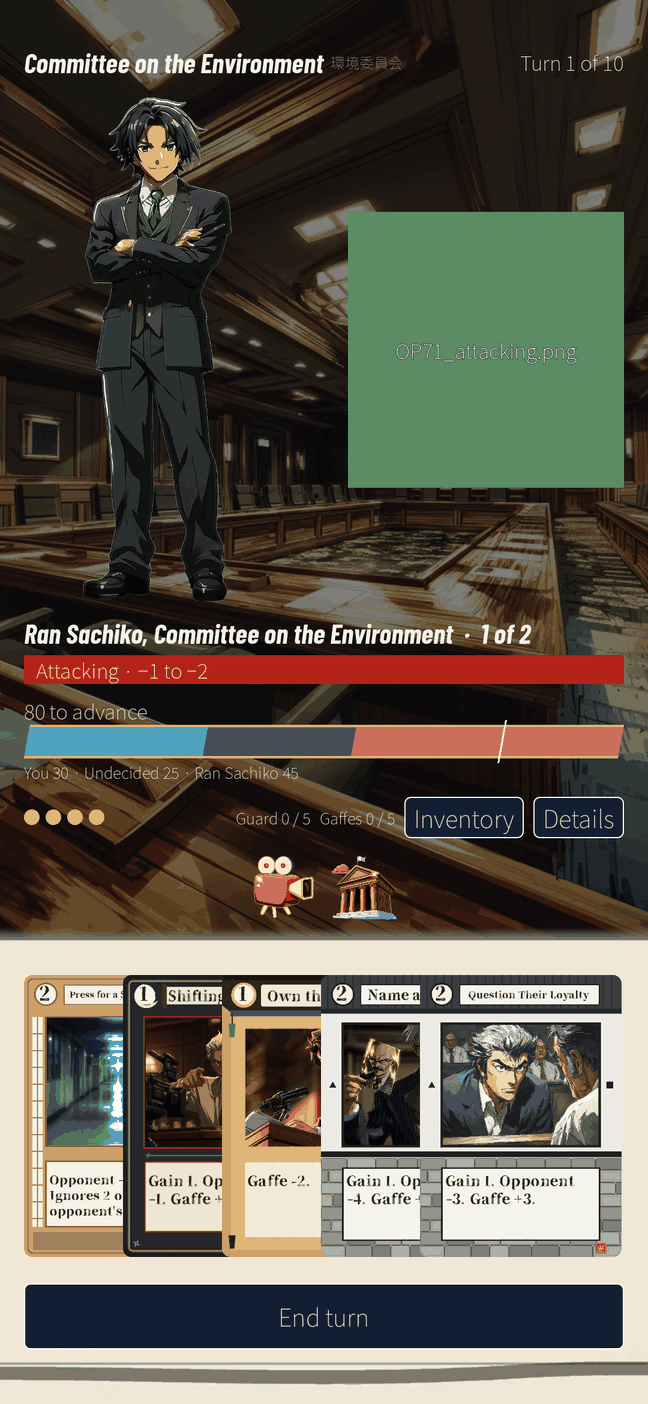 Committee on the Environment 環境委員会
Turn 1 of 10
OP71_attacking.png
Ran Sachiko, Committee on the Environment · 1 of 2
Attacking · −1 to −2
80 to advance
You 30 · Undecided 25 · Ran Sachiko 45
Guard 0 / 5 Gaffes 0 / 5
Inventory
Details
2 Press for a
1 Shifting
1 Own th
2 Name a
2 Question Their Loyalty
Opponent -
Ignores 2 o
opponent's
Gain 1. Op
-1. Gaffe +
Gaffe -2.
Gain 1. Op
-4. Gaffe +
Gain 1. Opponent
-3. Gaffe +3.
End turn